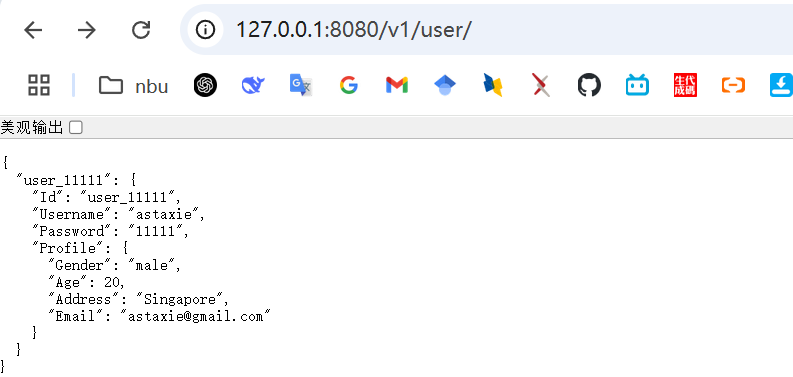 127.0.0.1:8080/v1/user/
nbu
生代
成码
美观输出
{
  "user_11111": {
    "Id": "user_11111",
    "Username": "astaxie",
    "Password": "11111",
    "Profile": {
      "Gender": "male",
      "Age": 20,
      "Address": "Singapore",
      "Email": "astaxie@gmail.com"
    }
  }
}